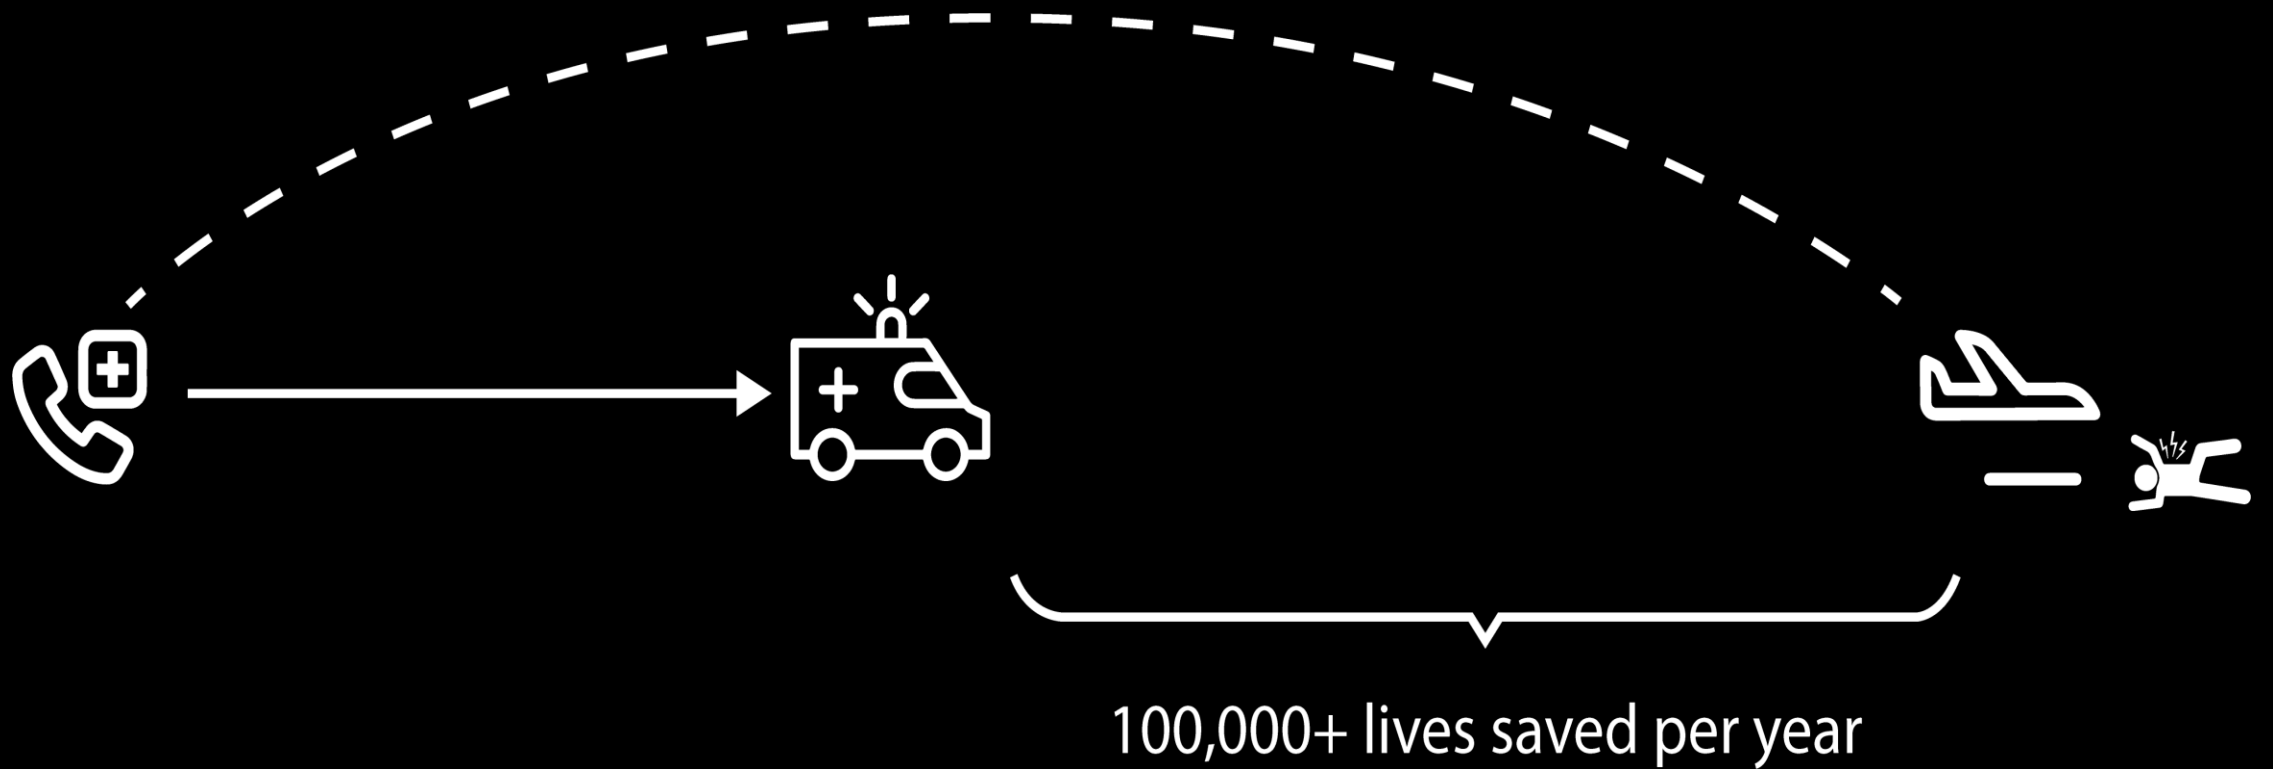 100,000+ lives saved per year